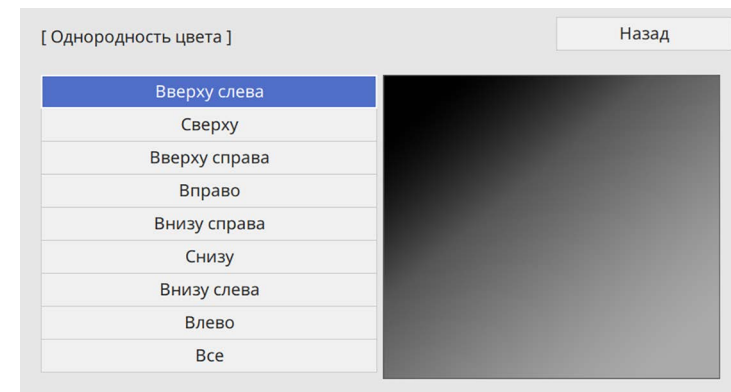 [ Однородность цвета ]
Назад
Вверху слева
Сверху
Вверху справа
Вправо
Внизу справа
Снизу
Внизу слева
Влево
Все